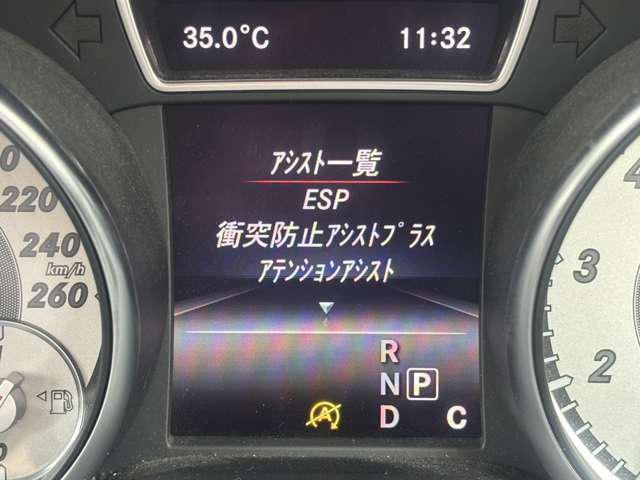 35.0°C 11:32
ｱｼｽﾄ一覧
ESP
衝突防止ｱｼｽﾄﾌﾟﾗｽ
ｱﾃﾝｼｮﾝｱｼｽﾄ
220
240
km/h
260
4
3
2
R
N P
D C
A